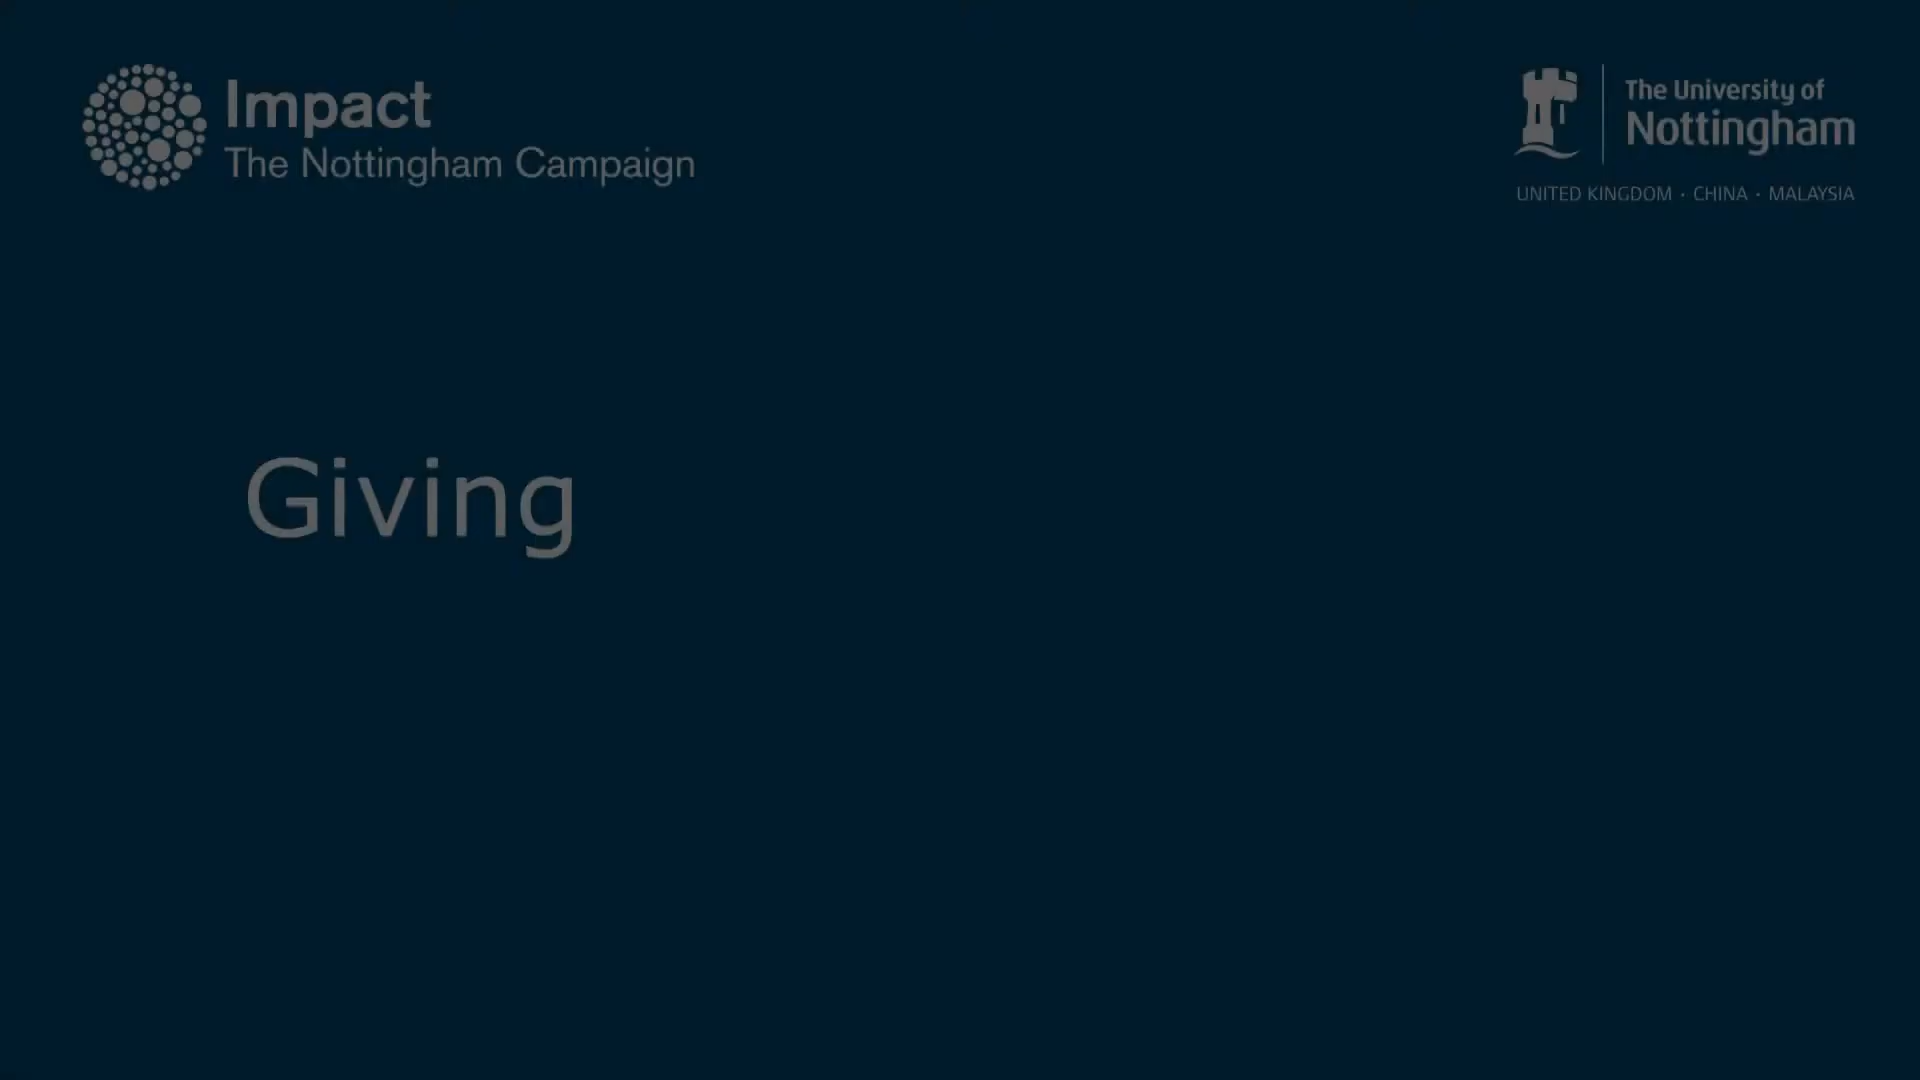 Impact
The Nottingham Campaign
The University of
Nottingham
UNITED KINGDOM · CHINA · MALAYSIA
Giving